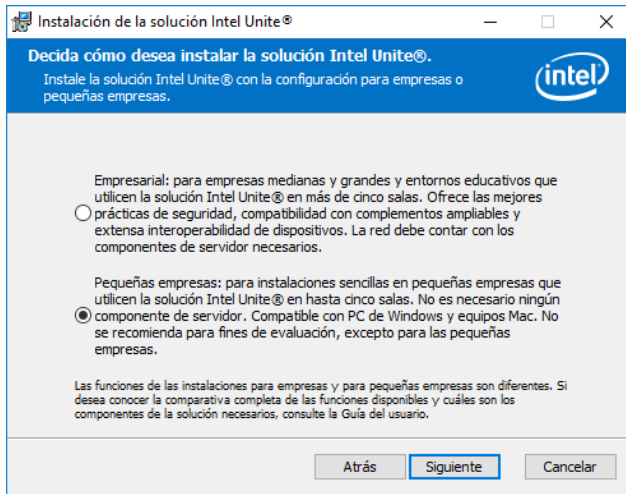 Instalación de la solución Intel Unite®
Decida cómo desea instalar la solución Intel Unite®.
Instale la solución Intel Unite® con la configuración para empresas o
pequeñas empresas.
intel
Empresarial: para empresas medianas y grandes y entornos educativos que
utilicen la solución Intel Unite® en más de cinco salas. Ofrece las mejores
prácticas de seguridad, compatibilidad con complementos ampliables y
extensa interoperabilidad de dispositivos. La red debe contar con los
componentes de servidor necesarios.
Pequeñas empresas: para instalaciones sencillas en pequeñas empresas que
utilicen la solución Intel Unite® en hasta cinco salas. No es necesario ningún
componente de servidor. Compatible con PC de Windows y equipos Mac. No
se recomienda para fines de evaluación, excepto para las pequeñas
empresas.
Las funciones de las instalaciones para empresas y para pequeñas empresas son diferentes. Si
desea conocer la comparativa completa de las funciones disponibles y cuáles son los
componentes de la solución necesarios, consulte la Guía del usuario.
Atrás
Siguiente
Cancelar